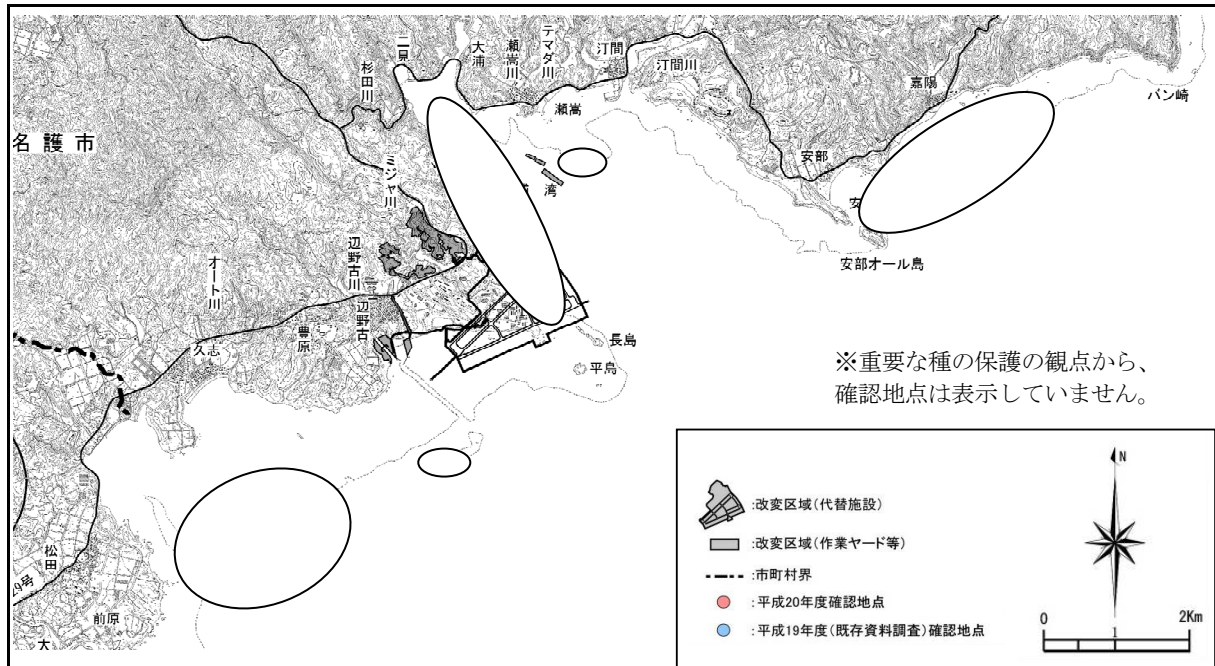 二見
杉田川
大浦
瀬嵩川
テマダ川
汀間
汀間川
瀬嵩
嘉陽
バン崎
名護市
安部
安
ミジャ川
湾
安部オール島
辺野古川
辺野古
オート川
豊原
久志
長島
平島
※重要な種の保護の観点から、
確認地点は表示していません。
松田
29号
前原
大
:改変区域(代替施設)
:改変区域(作業ヤード等)
:市町村界
:平成20年度確認地点
:平成19年度(既存資料調査)確認地点
N
0 1 2Km